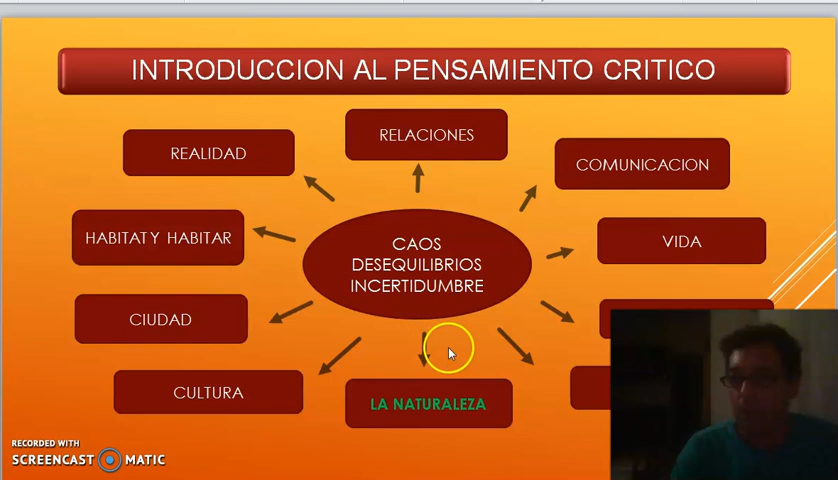 INTRODUCCION AL PENSAMIENTO CRITICO
RELACIONES
REALIDAD
COMUNICACION
HABITAT Y HABITAR
VIDA
CAOS
DESEQUILIBRIOS
INCERTIDUMBRE
CIUDAD
CULTURA
LA NATURALEZA
RECORDED WITH
SCREENCAST MATIC